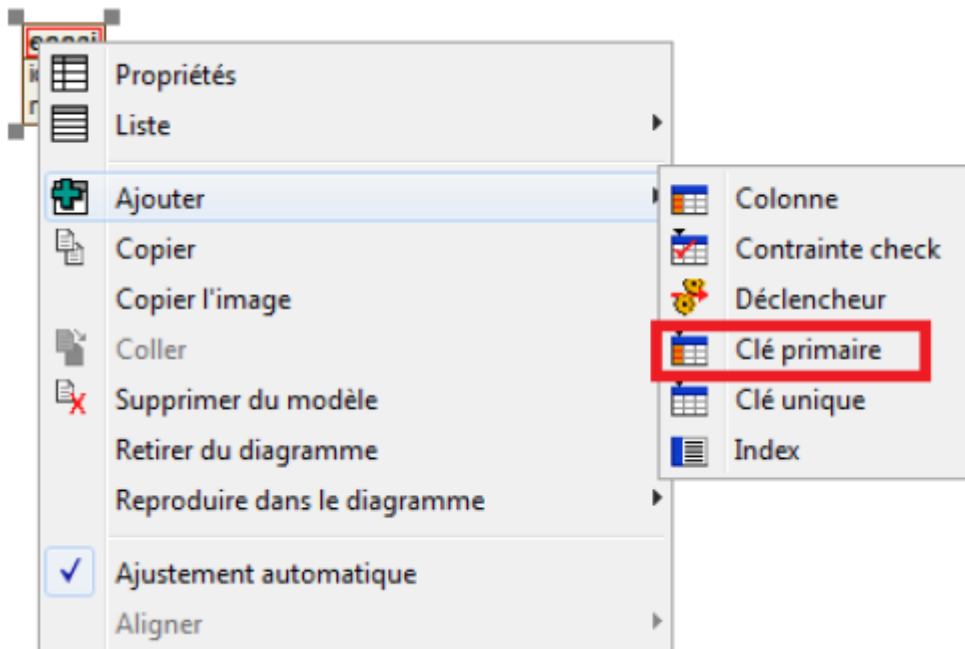 Propriétés
Liste
Ajouter
Copier
Copier l'image
Coller
Supprimer du modèle
Retirer du diagramme
Reproduire dans le diagramme
Ajustement automatique
Aligner
Colonne
Contrainte check
Déclencheur
Clé primaire
Clé unique
Index